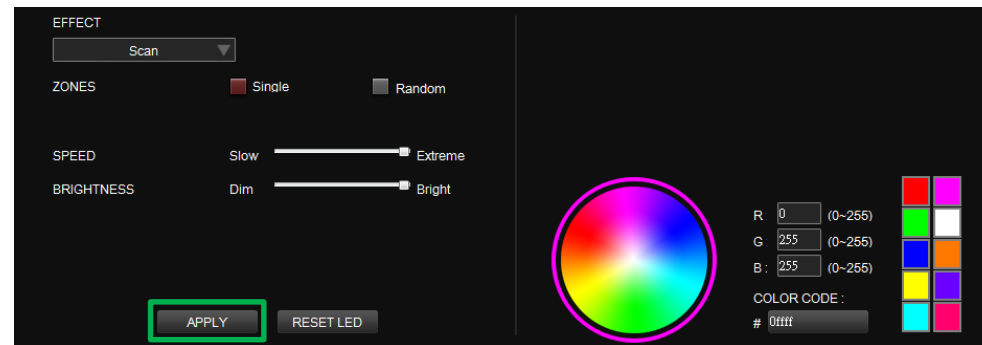 EFFECT
Scan
ZONES Single Random
SPEED Slow Extreme
BRIGHTNESS Dim Bright
APPLY RESET LED
R 0 (0~255)
G: 255 (0~255)
B: 255 (0~255)
COLOR CODE :
# 0ffff